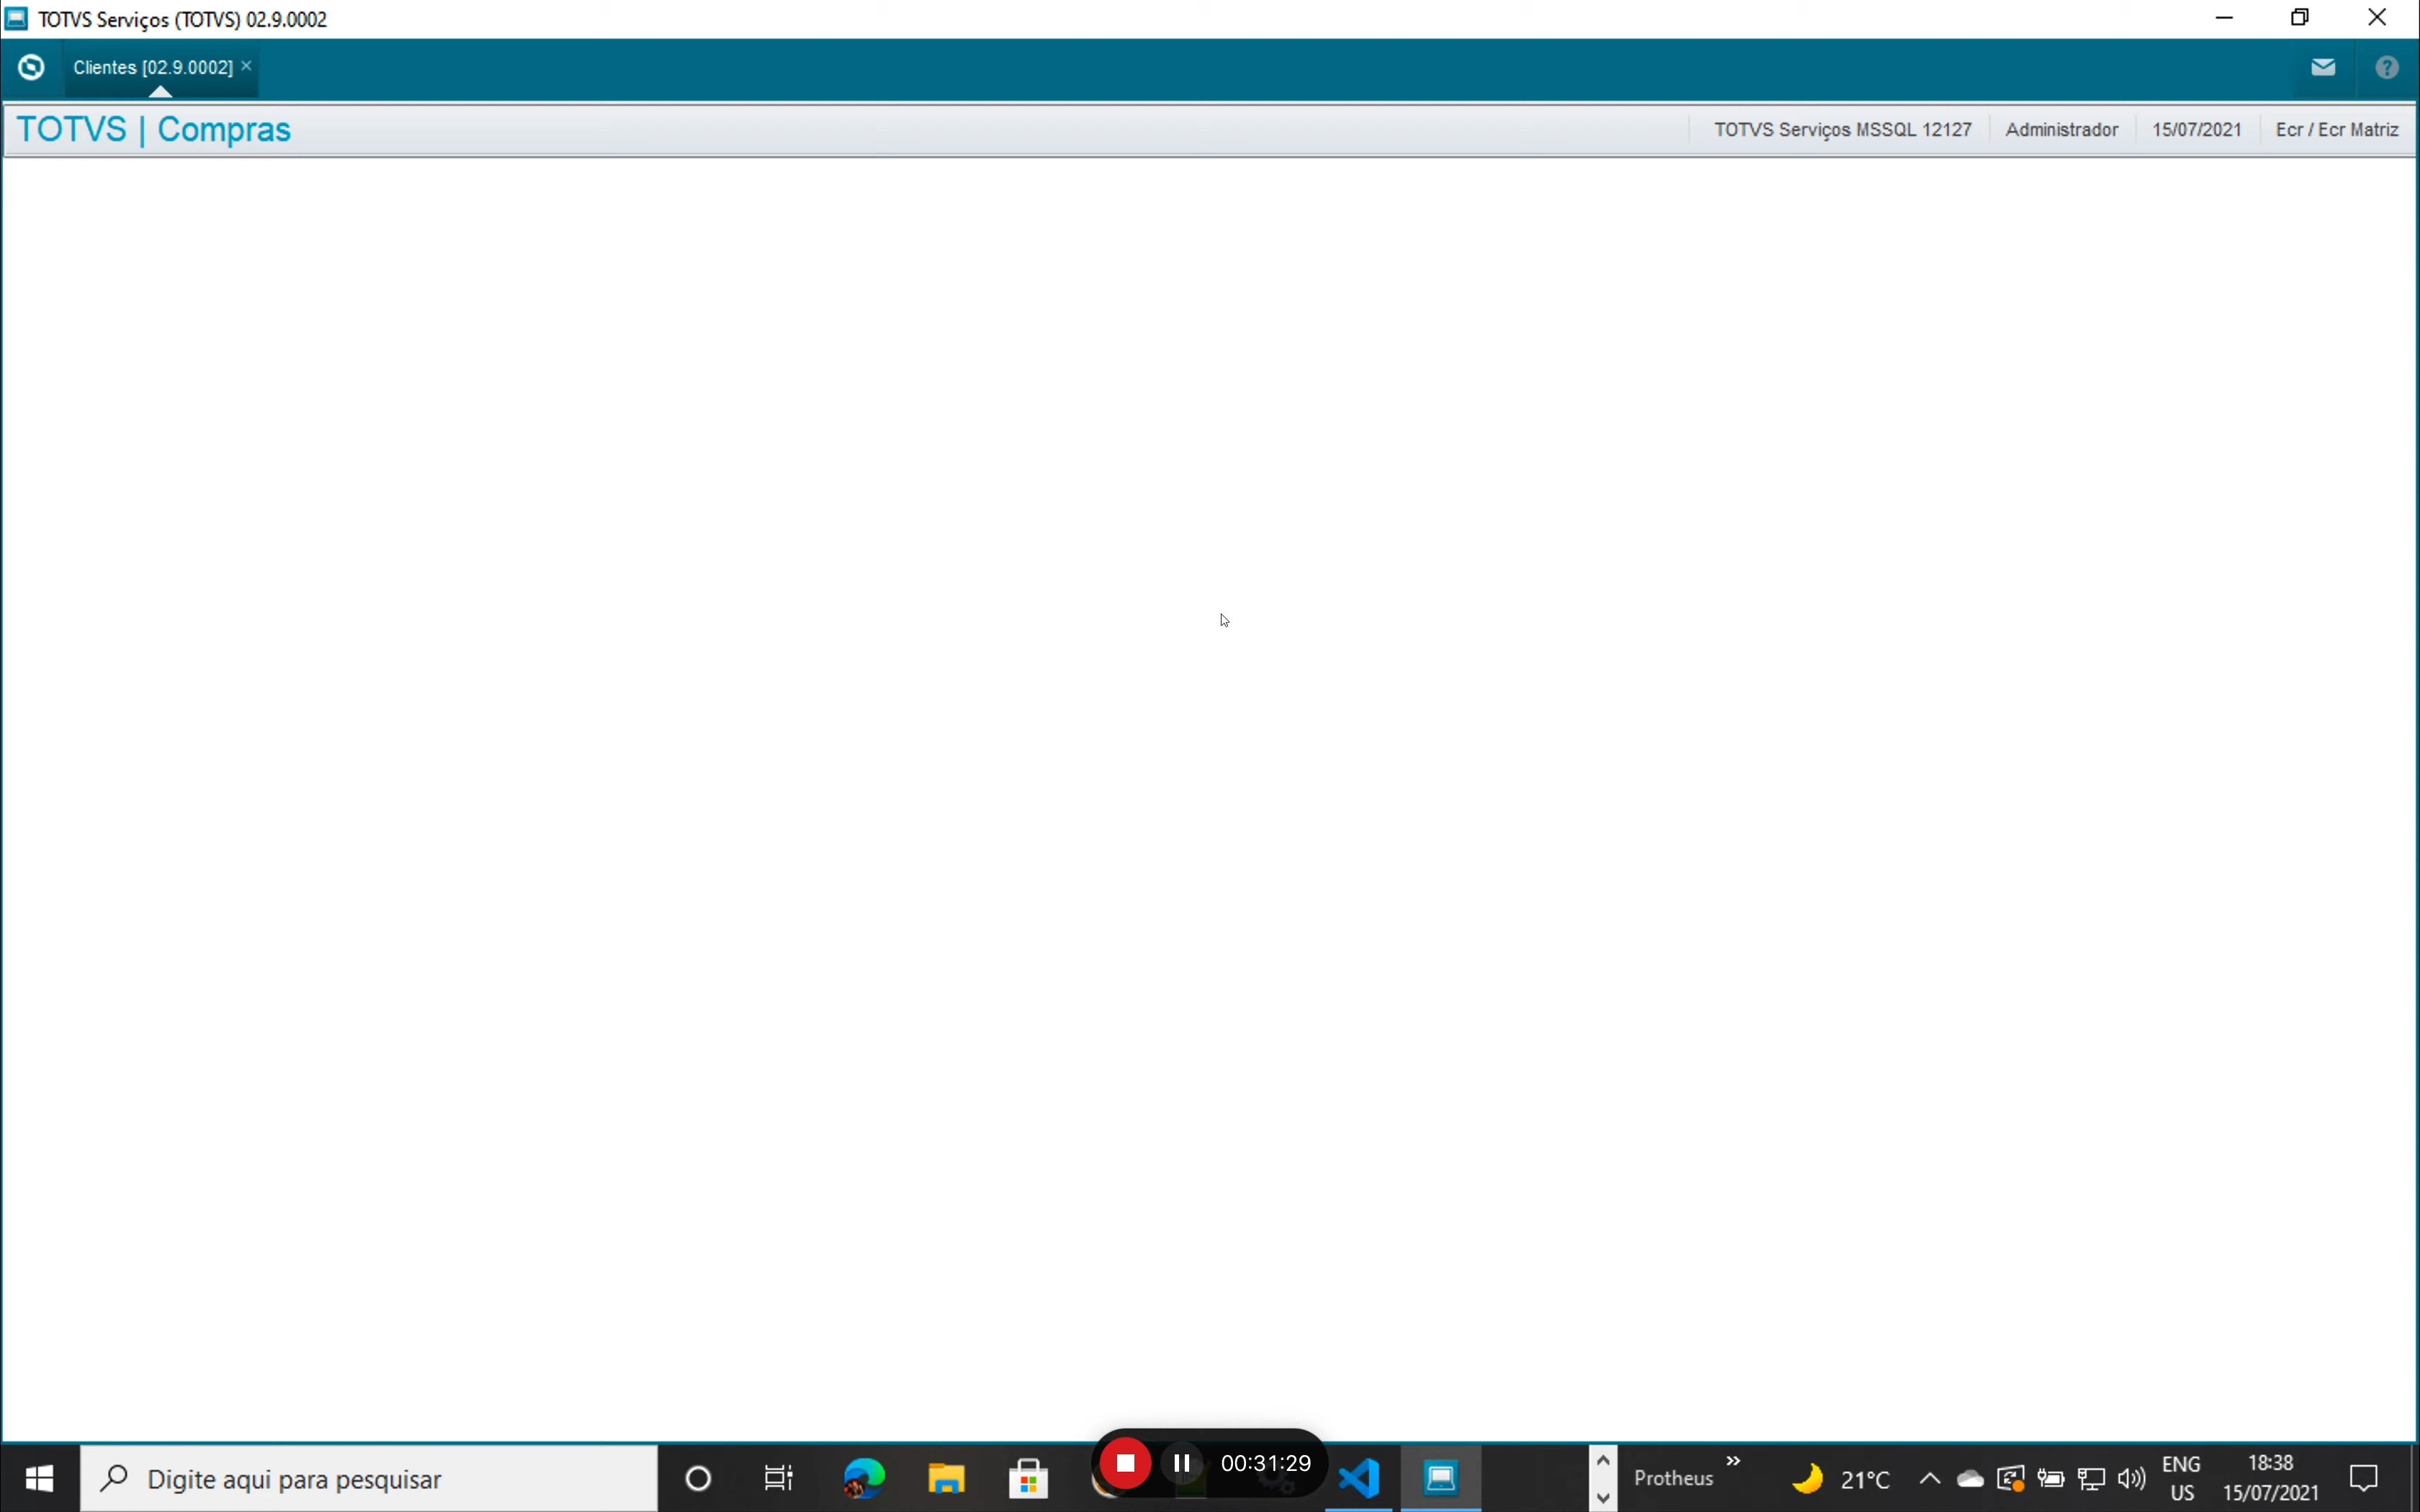 TOTVS Serviços (TOTVS) 02.9.0002
Clientes [02.9.0002]
TOTVS | Compras
TOTVS Serviços MSSQL 12127
Administrador
15/07/2021
Ecr / Ecr Matriz
Digite aqui para pesquisar
00:31:29
Protheus
21°C
ENG
US
18:38
15/07/2021